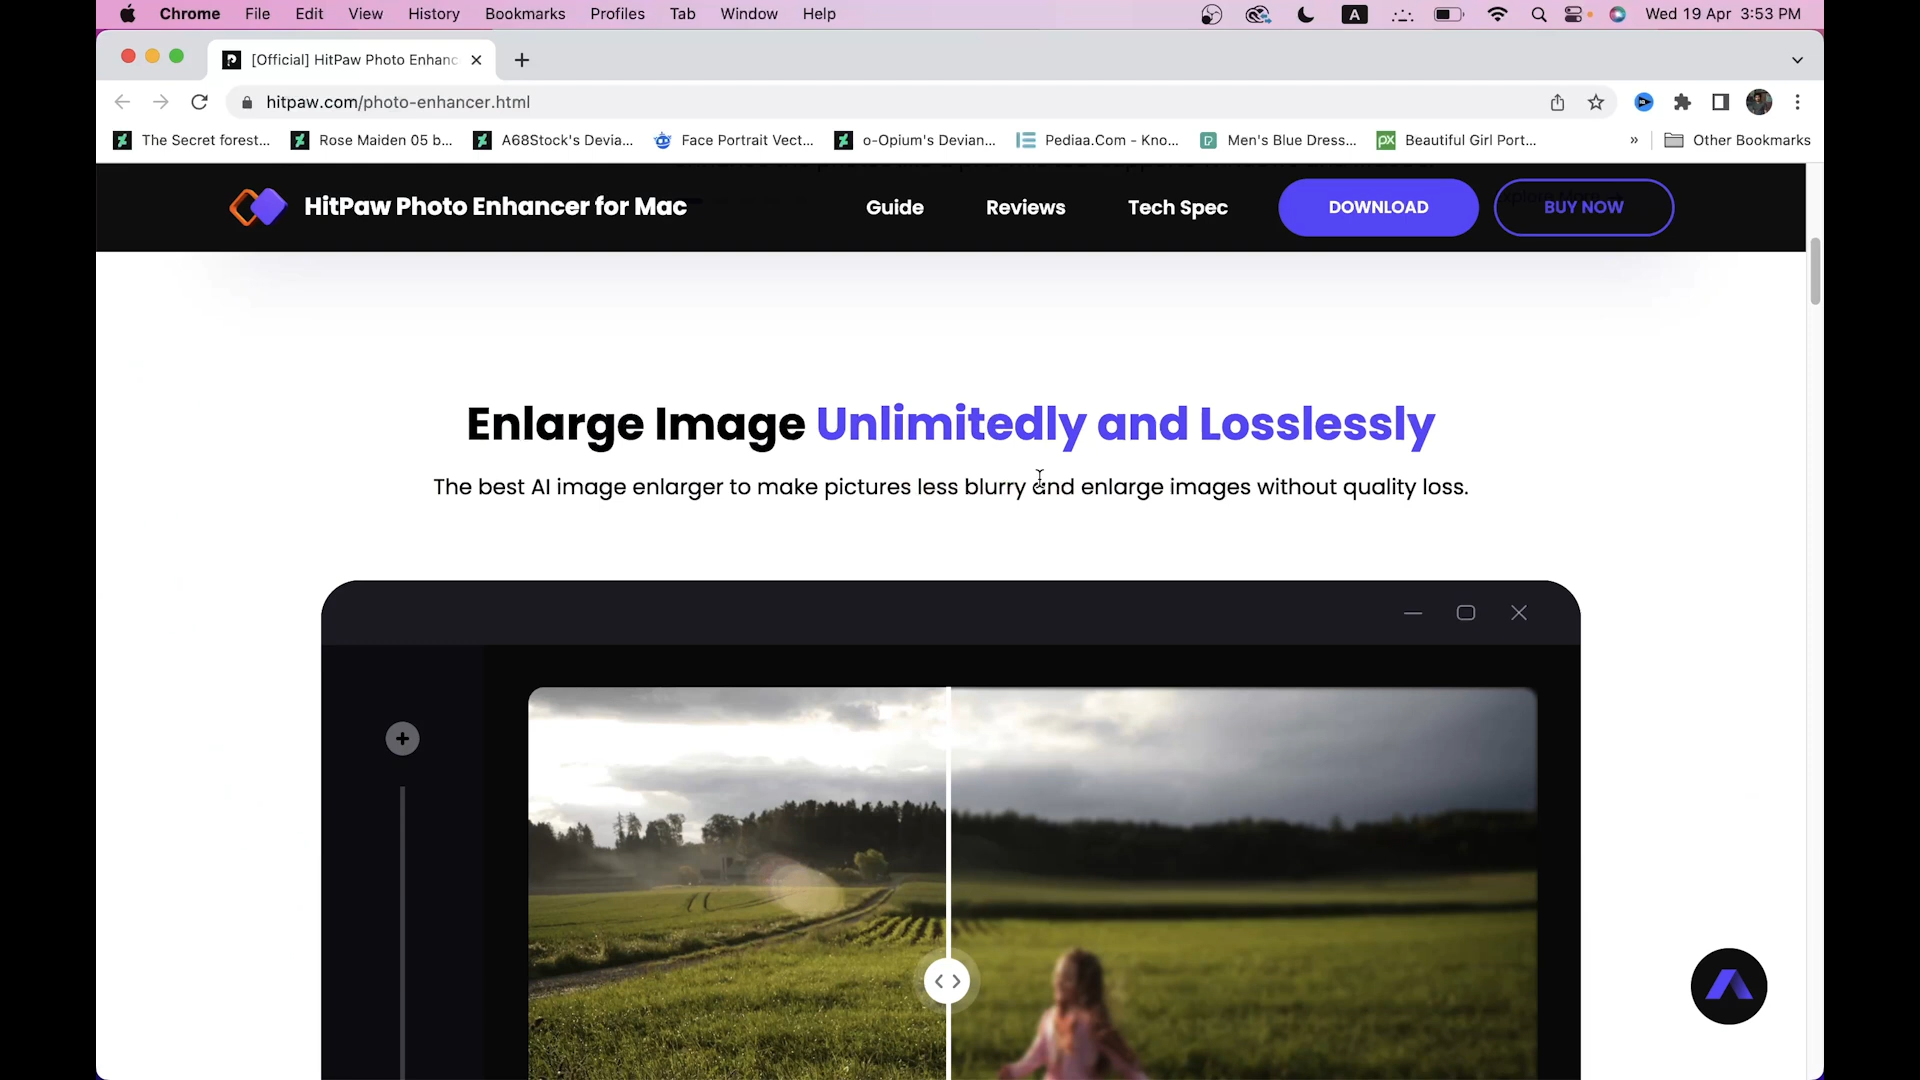 Chrome File Edit View History Bookmarks Profiles Tab Window Help A Wed 19 Apr 3:53 PM
[Official] HitPaw Photo Enhanc
hitpaw.com/photo-enhancer.html
The Secret forest... Rose Maiden 05 b... A68Stock's Devia... Face Portrait Vect... o-Opium's Devian... Pediaa.Com - Kno... Men's Blue Dress... px Beautiful Girl Port... » Other Bookmarks
HitPaw Photo Enhancer for Mac Guide Reviews Tech Spec DOWNLOAD BUY NOW
Enlarge Image Unlimitedly and Losslessly
The best AI image enlarger to make pictures less blurry and enlarge images without quality loss.